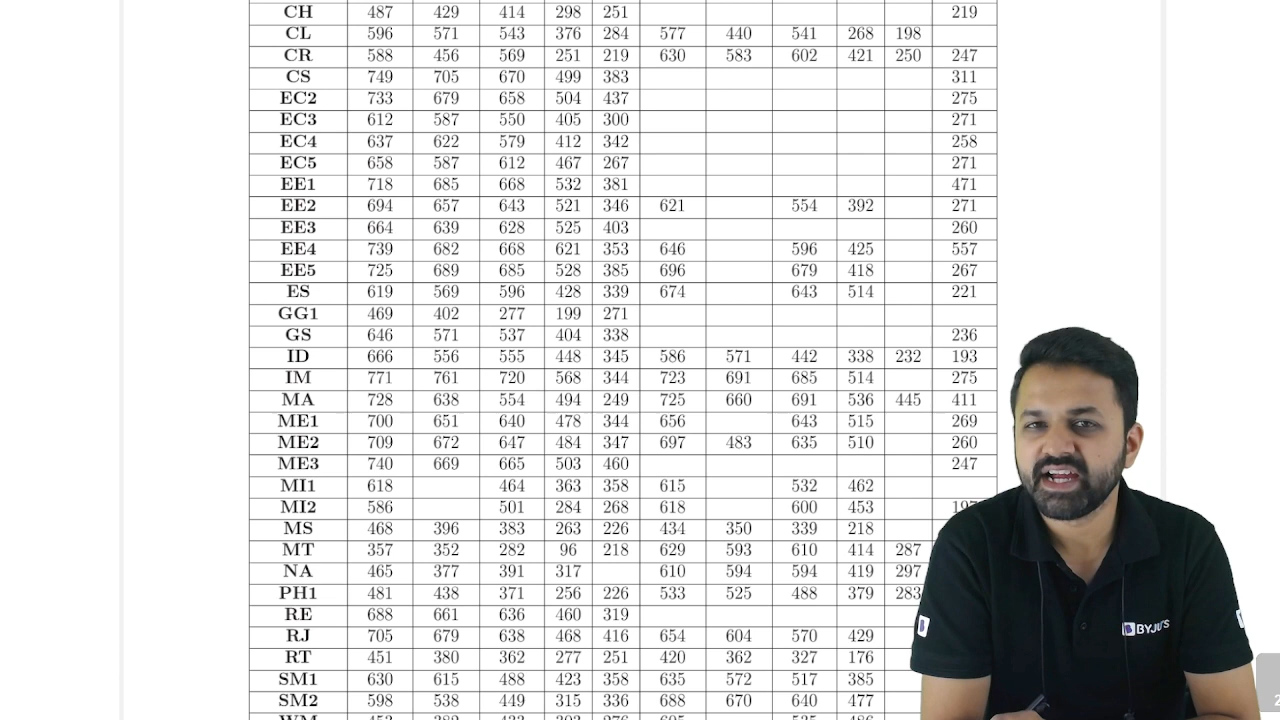 CH 487 429 414 298 251 219
CL 596 571 543 376 284 577 440 541 268 198
CR 588 456 569 251 219 630 583 602 421 250 247
CS 749 705 670 499 383 311
EC2 733 679 658 504 437 275
EC3 612 587 550 405 300 271
EC4 637 622 579 412 342 258
EC5 658 587 612 467 267 271
EE1 718 685 668 532 381 471
EE2 694 657 643 521 346 621 554 392 271
EE3 664 639 628 525 403 260
EE4 739 682 668 621 353 646 596 425 557
EE5 725 689 685 528 385 696 679 418 267
ES 619 569 596 428 339 674 643 514 221
GG1 469 402 277 199 271
GS 646 571 537 404 338 236
ID 666 556 555 448 345 586 571 442 338 232 193
IM 771 761 720 568 344 723 691 685 514 275
MA 728 638 554 494 249 725 660 691 536 445 411
ME1 700 651 640 478 344 656 643 515 269
ME2 709 672 647 484 347 697 483 635 510 260
ME3 740 669 665 503 460 247
MI1 618 464 363 358 615 532 462
MI2 586 501 284 268 618 600 453
MS 468 396 383 263 226 434 350 339 218
MT 357 352 282 96 218 629 593 610 414 287
NA 465 377 391 317 610 594 594 419 297
PH1 481 438 371 256 226 533 525 488 379 283
RE 688 661 636 460 319
RJ 705 679 638 468 416 654 604 570 429
RT 451 380 362 277 251 420 362 327 176
SM1 630 615 488 423 358 635 572 517 385
SM2 598 538 449 315 336 688 670 640 477
BYJU'S